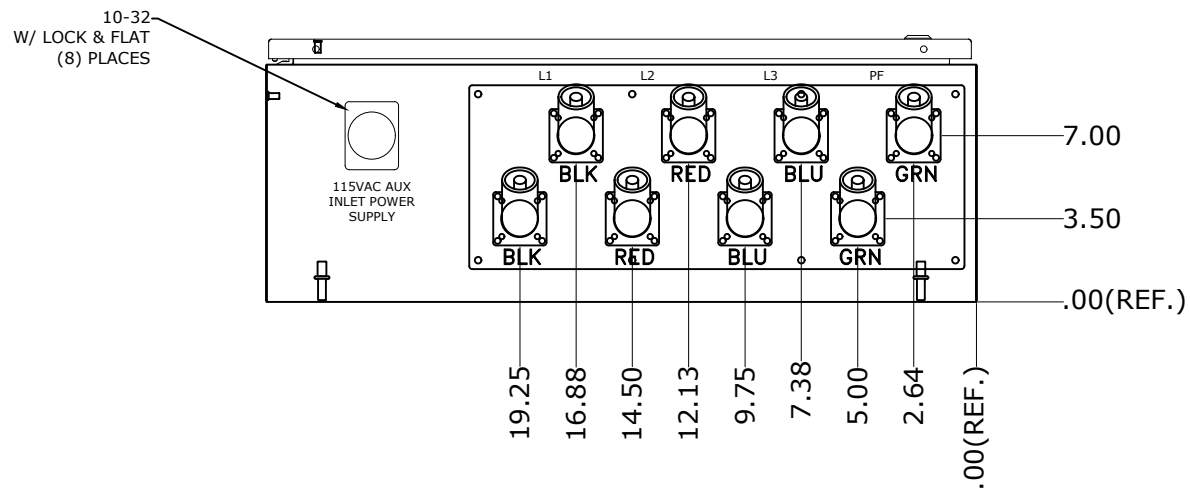 10-32
W/ LOCK & FLAT
(8) PLACES
L1 L2 L3 PF
7.00
BLK RED BLU GRN
115VAC AUX
INLET POWER
SUPPLY
3.50
BLK RED BLU GRN
.00(REF.)
19.25
16.88
14.50
12.13
9.75
7.38
5.00
2.64
.00(REF.)